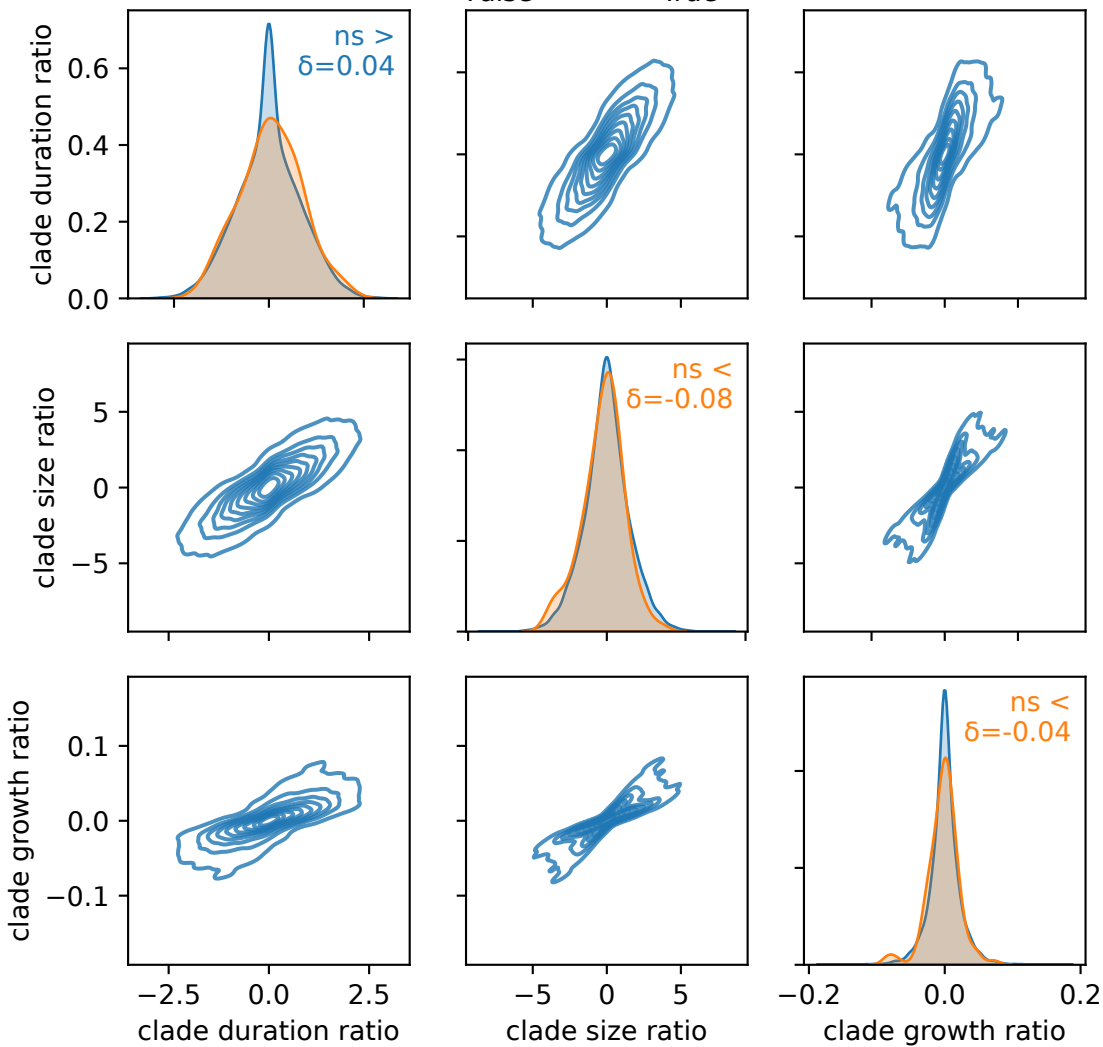 ns >
δ=0.04
clade duration ratio
0.6
0.4
0.2
0.0
ns <
δ=-0.08
clade size ratio
5
0
−5
ns <
δ=-0.04
clade growth ratio
0.1
0.0
−0.1
−2.5 0.0 2.5 −5 0 5 −0.2 0.0 0.2
clade duration ratio clade size ratio clade growth ratio